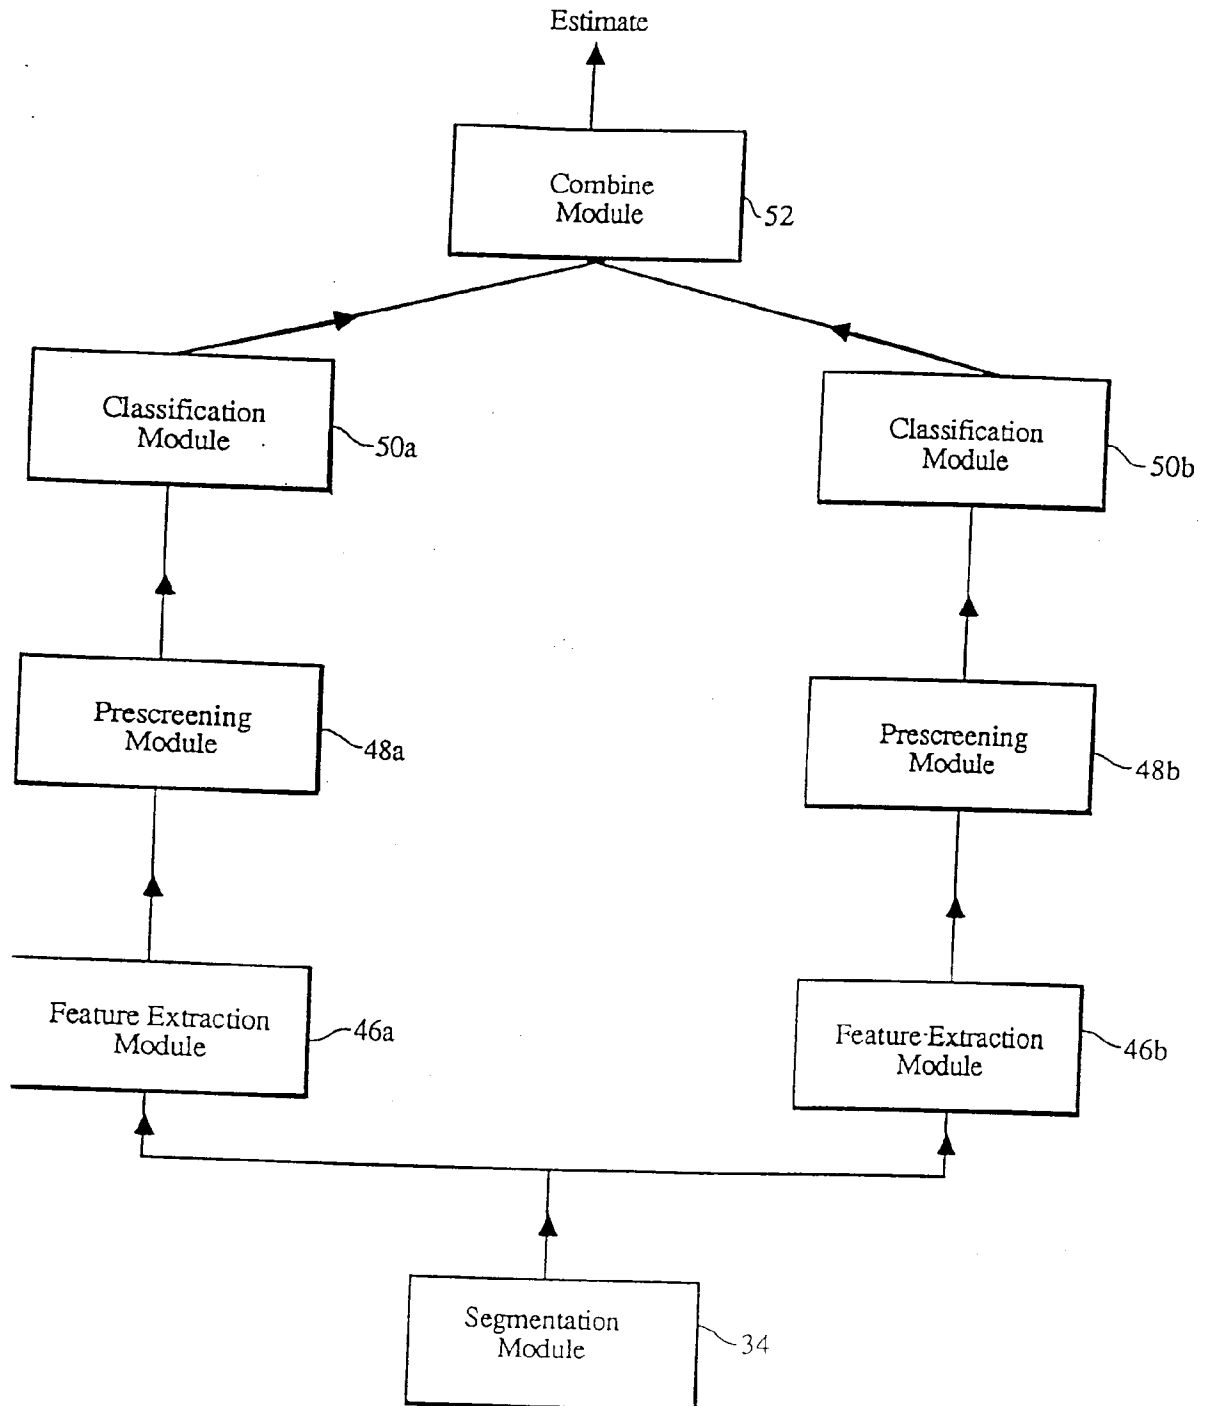 Estimate
Combine
Module
52
Classification
Module
50a
Classification
Module
50b
Prescreening
Module
48a
Prescreening
Module
48b
Feature Extraction
Module
46a
Feature Extraction
Module
46b
Segmentation
Module
34